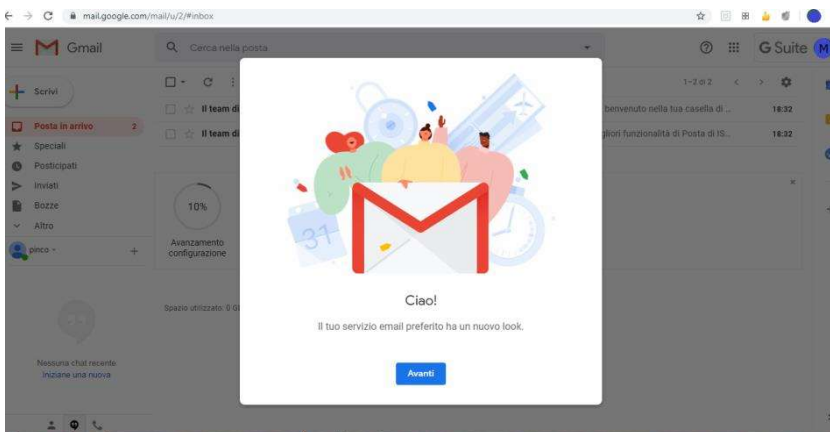 mail.google.com/mail/u/2/#inbox
Gmail
Cerca nella posta
G Suite
M
Scrivi
1–2 di 2
Il team di
benvenuto nella tua casella di ...
18:32
Posta in arrivo
2
Il team di
gliori funzionalità di Posta di IS...
18:32
Speciali
Posticipati
Inviati
Bozze
10%
Altro
Avanzamento
configurazione
pinco
31
Ciao!
Spazio utilizzato: 0
Il tuo servizio email preferito ha un nuovo look.
Nessuna chat recente
Iniziane una nuova
Avanti